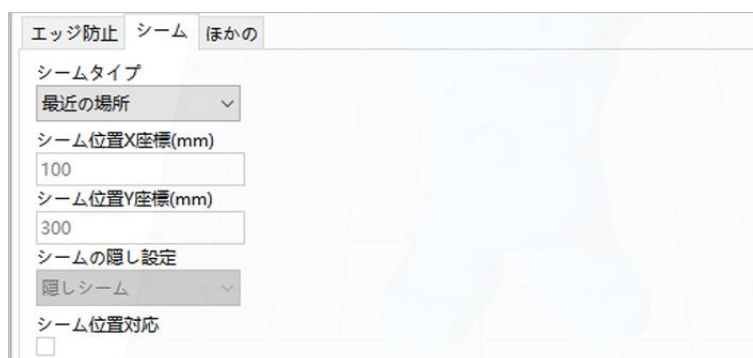 エッジ防止 シーム ほかの
シームタイプ
最近の場所
シーム位置X座標(mm)
100
シーム位置Y座標(mm)
300
シームの隠し設定
隠しシーム
シーム位置対応